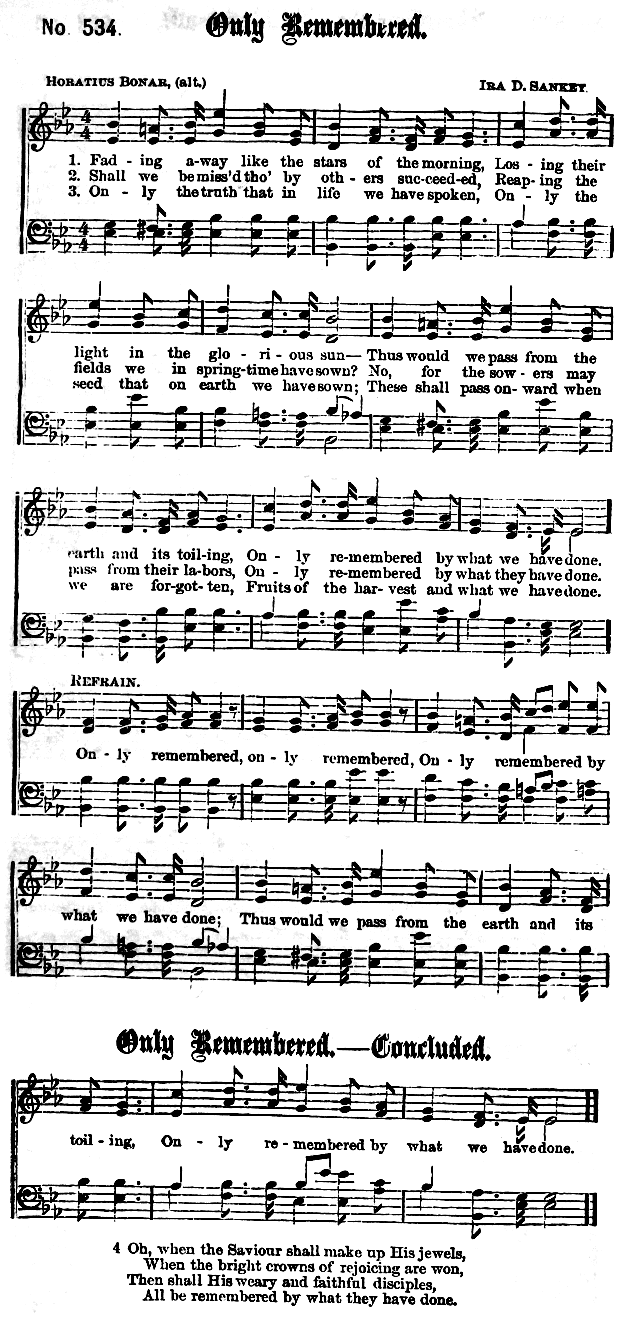 No. 534. Only Remembered.
HORATIUS BONAR, (alt.) IRA D. SANKEY.
4 4
1. Fad - ing a-way like the stars of the morning, Los - ing their
2. Shall we be miss'd tho' by oth - ers suc-ceed-ed, Reap-ing the
3. On - ly the truth that in life we have spoken, On - ly the
4 4
light in the glo - ri - ous sun— Thus would we pass from the
fields we in spring-time have sown? No, for the sow - ers may
seed that on earth we have sown; These shall pass on-ward when
earth and its toil-ing, On - ly re-membered by what we have done.
pass from their la-bors, On - ly re-membered by what they have done.
we are for-got-ten, Fruits of the har-vest and what we have done.
REFRAIN.
On - ly remembered, on - ly remembered, On - ly remembered by
what we have done; Thus would we pass from the earth and its
Only Remembered.—Concluded.
toil-ing, On - ly re-membered by what we have done.
4 Oh, when the Saviour shall make up His jewels,
When the bright crowns of rejoicing are won,
Then shall His weary and faithful disciples,
All be remembered by what they have done.